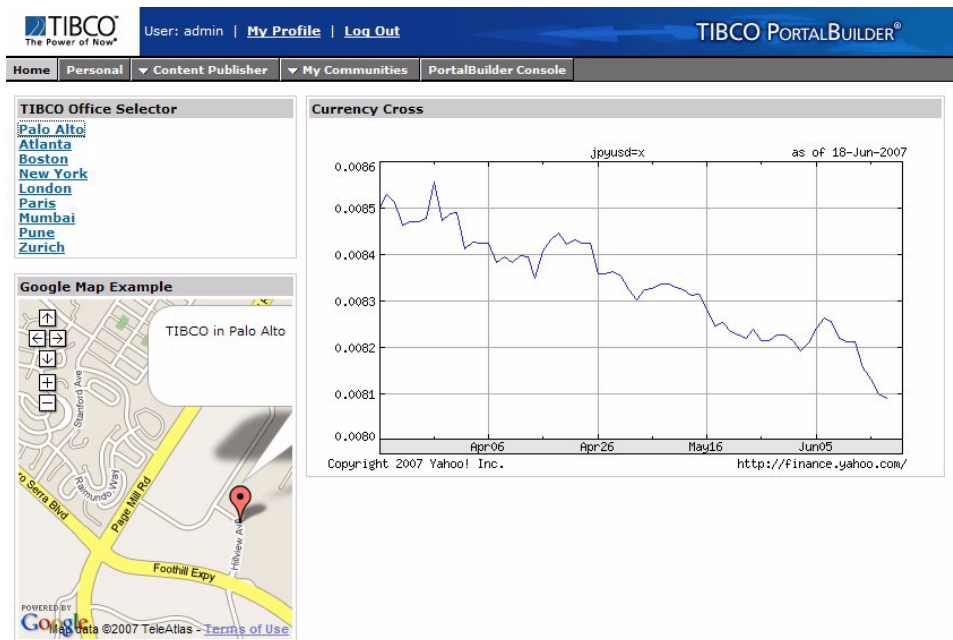 TIBCO
The Power of Now®
User: admin | My Profile | Log Out
TIBCO PORTALBUILDER®
Home Personal Content Publisher My Communities PortalBuilder Console
TIBCO Office Selector
Palo Alto
Atlanta
Boston
New York
London
Paris
Mumbai
Pune
Zurich
Currency Cross
jpyusd=x as of 18-Jun-2007
0.0086
0.0085
0.0084
0.0083
0.0082
0.0081
0.0080
Apr06 Apr26 May16 Jun05
Copyright 2007 Yahoo! Inc. http://finance.yahoo.com/
Google Map Example
TIBCO in Palo Alto
Stanford Ave
Raimundo Way
ro Serra Blvd
Page Mill Rd
Hillview Ave
Foothill Expy
POWERED BY
Google
Map data ©2007 TeleAtlas - Terms of Use